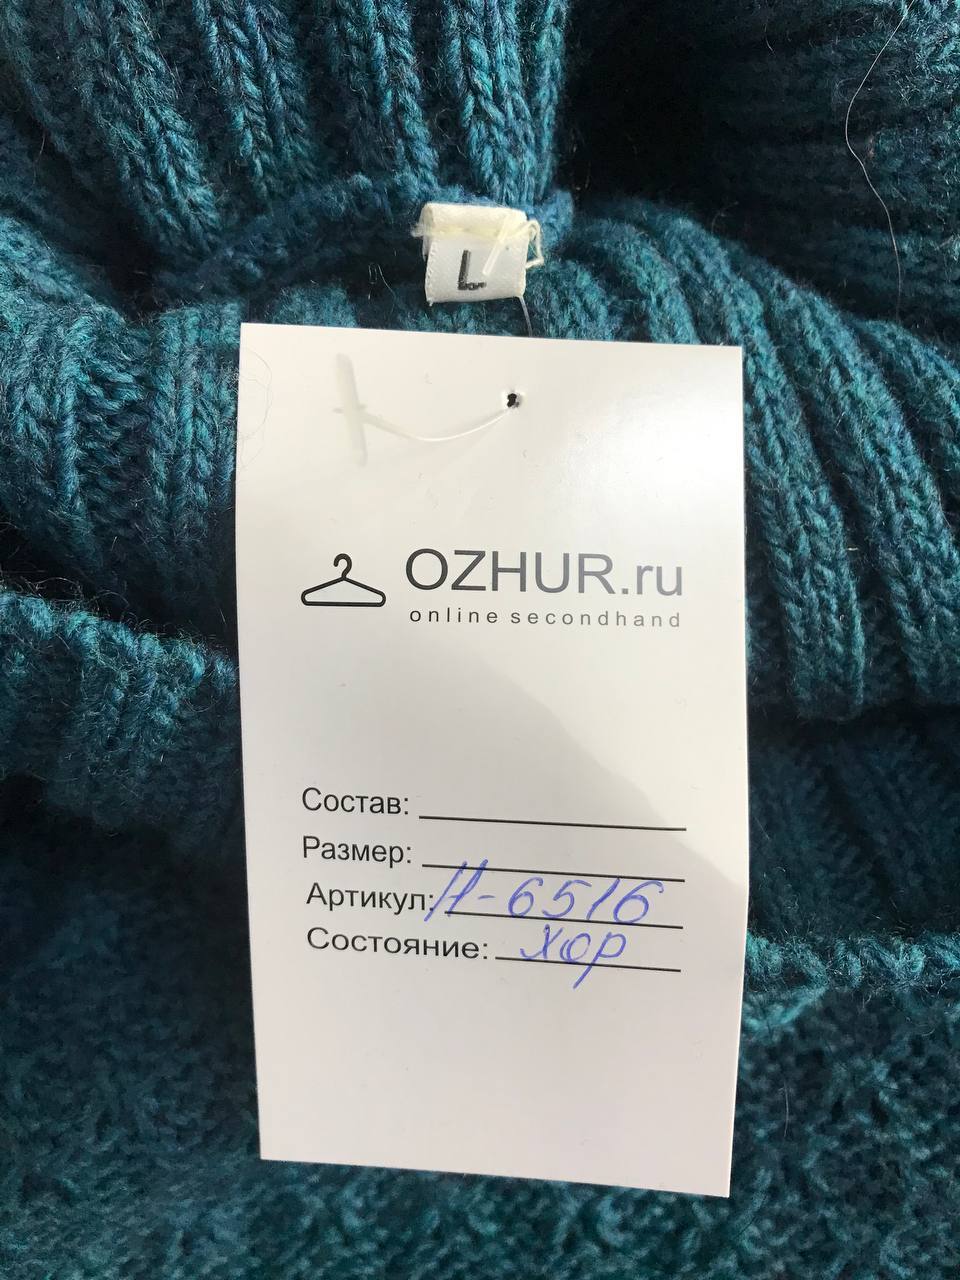 L
OZHUR.ru
online secondhand
Состав:
Размер:
Артикул: Н-6516
Состояние: хор